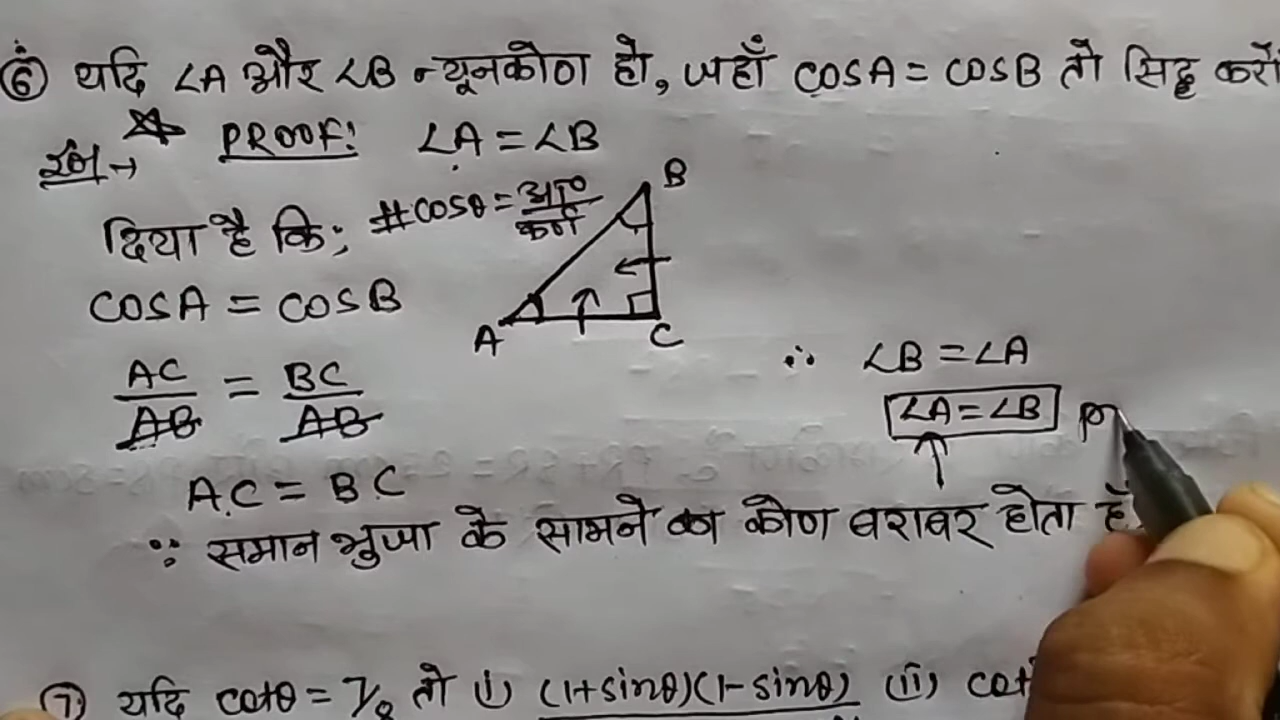 ⑥ यदि ∠A और ∠B न्यूनकोण हो, जहाँ COSA = COSB तो सिद्ध करों
हल→ PROOF: ∠A = ∠B
दिया है कि; #COSθ = आ०/कर्ण
B
COSA = COSB
A C
AC/AB = BC/AB
∴ ∠B = ∠A
∠A = ∠B
AC = BC
∵ समान भुजा के सामने का कोण बराबर होता है
⑦ यदि cotθ = 7/8 तो (i) (1+sinθ)(1-sinθ) (ii) cot